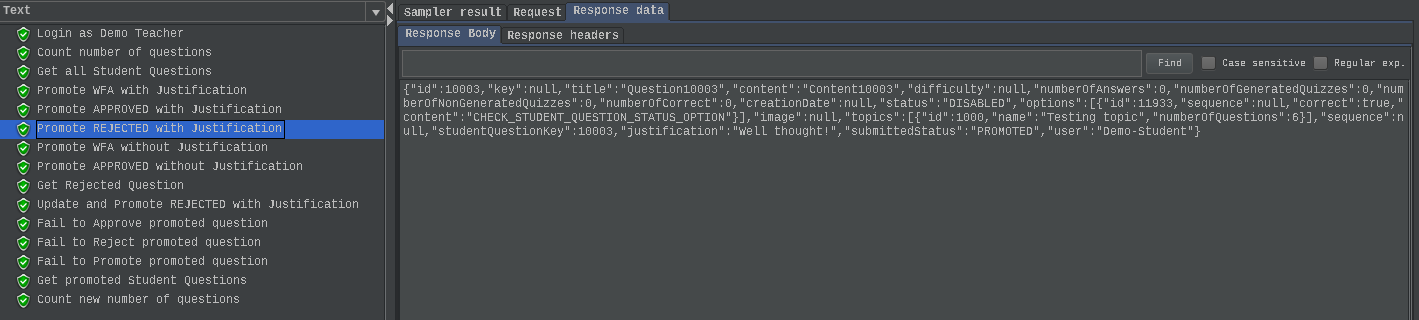 Text
Login as Demo Teacher
Count number of questions
Get all Student Questions
Promote WFA with Justification
Promote APPROVED with Justification
Promote REJECTED with Justification
Promote WFA without Justification
Promote APPROVED without Justification
Get Rejected Question
Update and Promote REJECTED with Justification
Fail to Approve promoted question
Fail to Reject promoted question
Fail to Promote promoted question
Get promoted Student Questions
Count new number of questions
Sampler result Request Response data
Response Body Response headers
Find Case sensitive Regular exp.
{"id":10003,"key":null,"title":"Question10003","content":"Content10003","difficulty":null,"numberOfAnswers":0,"numberOfGeneratedQuizzes":0,"num
berOfNonGeneratedQuizzes":0,"numberOfCorrect":0,"creationDate":null,"status":"DISABLED","options":[{"id":11933,"sequence":null,"correct":true,"
content":"CHECK_STUDENT_QUESTION_STATUS_OPTION"}],"image":null,"topics":[{"id":1000,"name":"Testing topic","numberOfQuestions":6}],"sequence":n
ull,"studentQuestionKey":10003,"justification":"Well thought!","submittedStatus":"PROMOTED","user":"Demo-Student"}